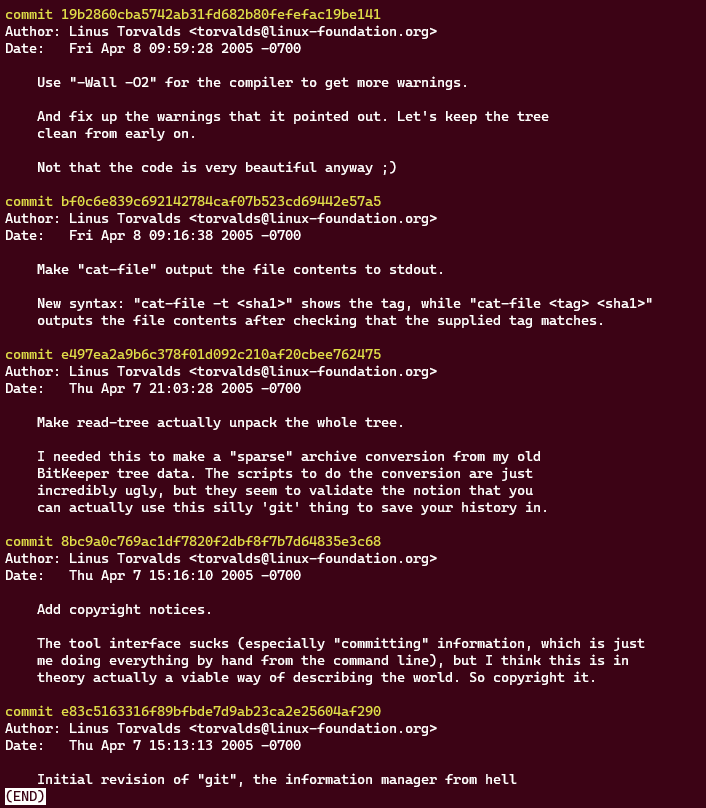 commit 19b2860cba5742ab31fd682b80fefefac19be141
Author: Linus Torvalds <torvalds@linux-foundation.org>
Date:   Fri Apr 8 09:59:28 2005 -0700
Use "-Wall -O2" for the compiler to get more warnings.
And fix up the warnings that it pointed out. Let's keep the tree
clean from early on.
Not that the code is very beautiful anyway ;)
commit bf0c6e839c692142784caf07b523cd69442e57a5
Author: Linus Torvalds <torvalds@linux-foundation.org>
Date:   Fri Apr 8 09:16:38 2005 -0700
Make "cat-file" output the file contents to stdout.
New syntax: "cat-file -t <sha1>" shows the tag, while "cat-file <tag> <sha1>"
outputs the file contents after checking that the supplied tag matches.
commit e497ea2a9b6c378f01d092c210af20cbee762475
Author: Linus Torvalds <torvalds@linux-foundation.org>
Date:   Thu Apr 7 21:03:28 2005 -0700
Make read-tree actually unpack the whole tree.
I needed this to make a "sparse" archive conversion from my old
BitKeeper tree data. The scripts to do the conversion are just
incredibly ugly, but they seem to validate the notion that you
can actually use this silly 'git' thing to save your history in.
commit 8bc9a0c769ac1df7820f2dbf8f7b7d64835e3c68
Author: Linus Torvalds <torvalds@linux-foundation.org>
Date:   Thu Apr 7 15:16:10 2005 -0700
Add copyright notices.
The tool interface sucks (especially "committing" information, which is just
me doing everything by hand from the command line), but I think this is in
theory actually a viable way of describing the world. So copyright it.
commit e83c5163316f89bfbde7d9ab23ca2e25604af290
Author: Linus Torvalds <torvalds@linux-foundation.org>
Date:   Thu Apr 7 15:13:13 2005 -0700
Initial revision of "git", the information manager from hell
(END)